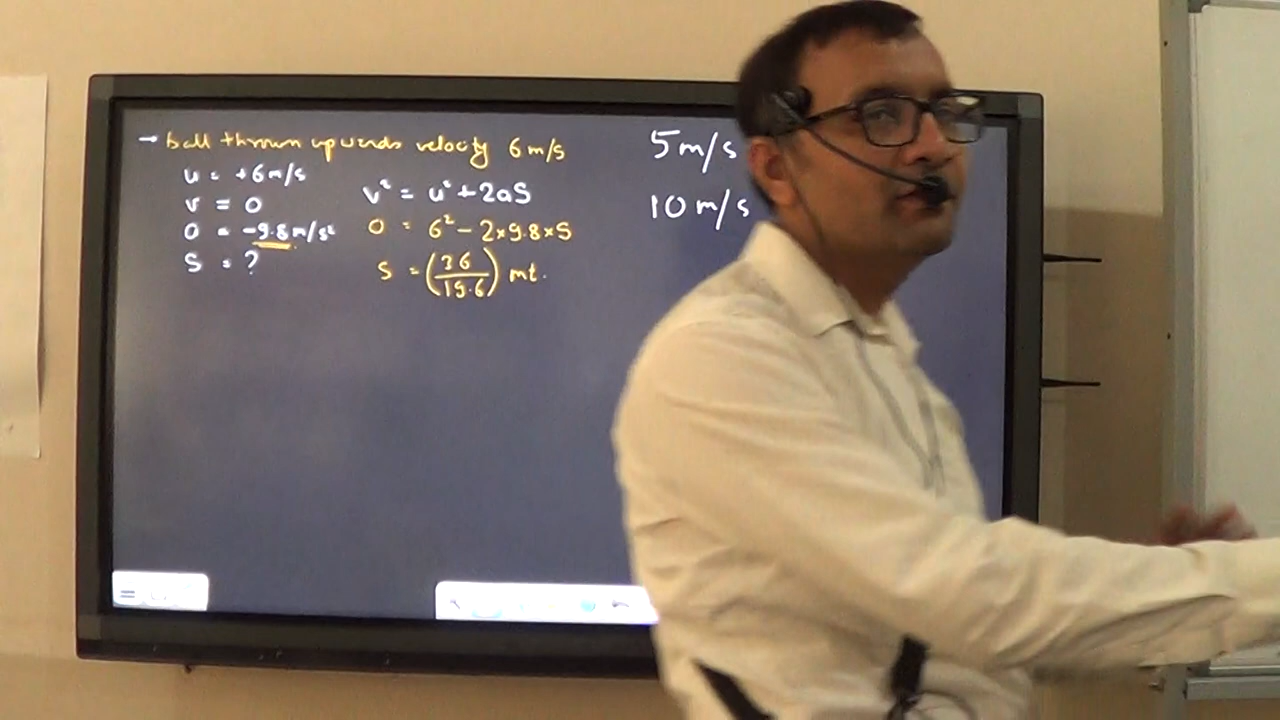 → ball thrown upwards velocity 6 m/s
u = +6 m/s
v = 0
0 = -9.8 m/s²
S = ?
v² = u² + 2aS
0 = 6² - 2×9.8×S
S = (36/19.6) mt.
5 m/s
10 m/s